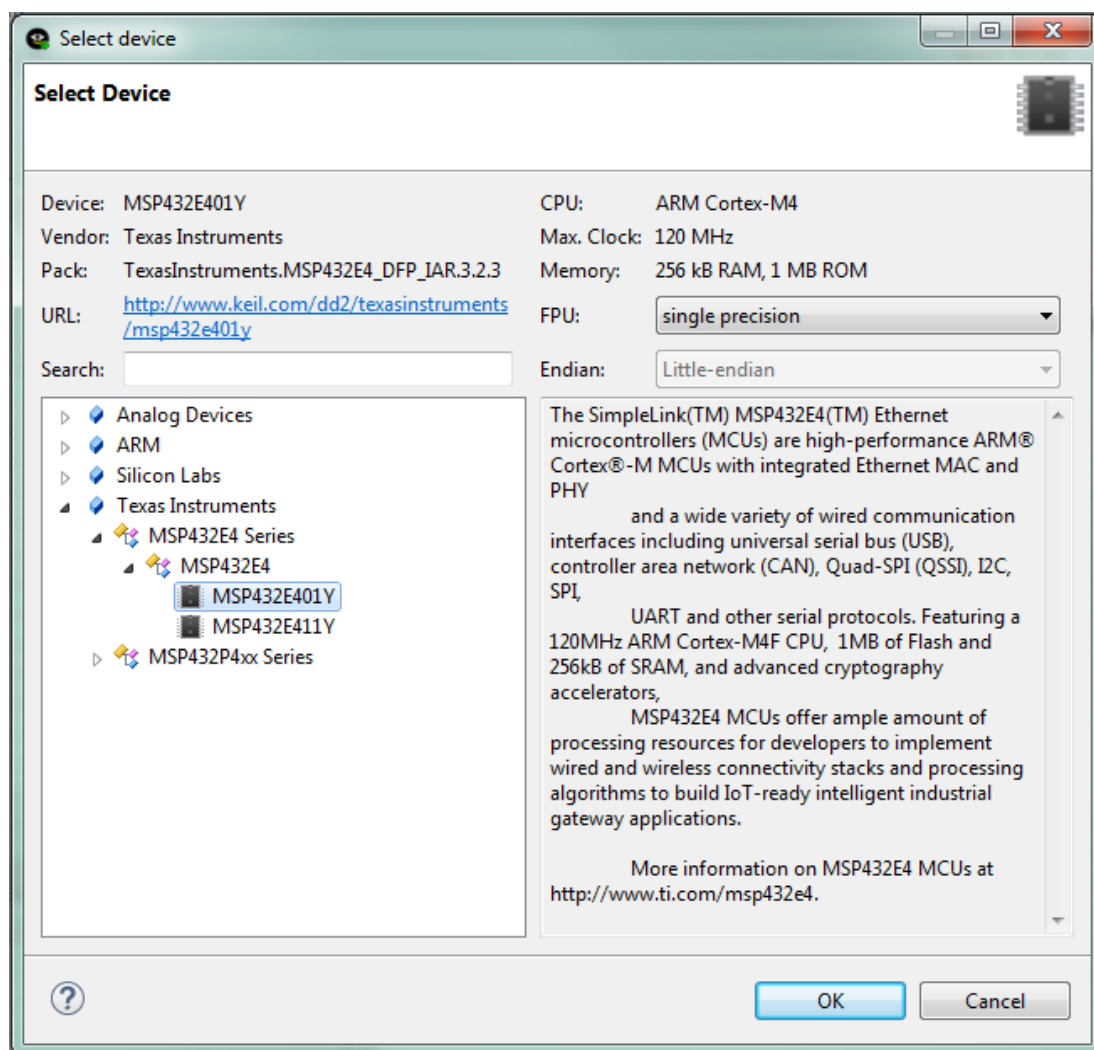 Select device
Select Device
Device: MSP432E401Y
Vendor: Texas Instruments
Pack: TexasInstruments.MSP432E4_DFP_IAR.3.2.3
URL: http://www.keil.com/dd2/texasinstruments
/msp432e401y
Search:
CPU: ARM Cortex-M4
Max. Clock: 120 MHz
Memory: 256 kB RAM, 1 MB ROM
FPU: single precision
Endian: Little-endian
Analog Devices
ARM
Silicon Labs
Texas Instruments
MSP432E4 Series
MSP432E4
MSP432E401Y
MSP432E411Y
MSP432P4xx Series
The SimpleLink(TM) MSP432E4(TM) Ethernet
microcontrollers (MCUs) are high-performance ARM®
Cortex®-M MCUs with integrated Ethernet MAC and
PHY
and a wide variety of wired communication
interfaces including universal serial bus (USB),
controller area network (CAN), Quad-SPI (QSSI), I2C,
SPI,
UART and other serial protocols. Featuring a
120MHz ARM Cortex-M4F CPU, 1MB of Flash and
256kB of SRAM, and advanced cryptography
accelerators,
MSP432E4 MCUs offer ample amount of
processing resources for developers to implement
wired and wireless connectivity stacks and processing
algorithms to build IoT-ready intelligent industrial
gateway applications.
More information on MSP432E4 MCUs at
http://www.ti.com/msp432e4.
?
OK
Cancel